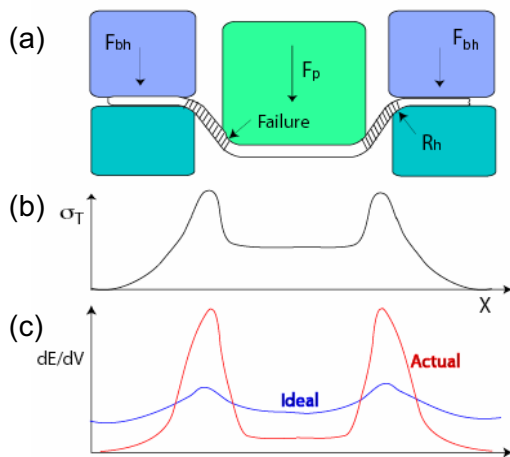 (a)
Fbh
Fp
Fbh
Failure
Rh
(b)
σT
X
(c)
dE/dV
Actual
Ideal